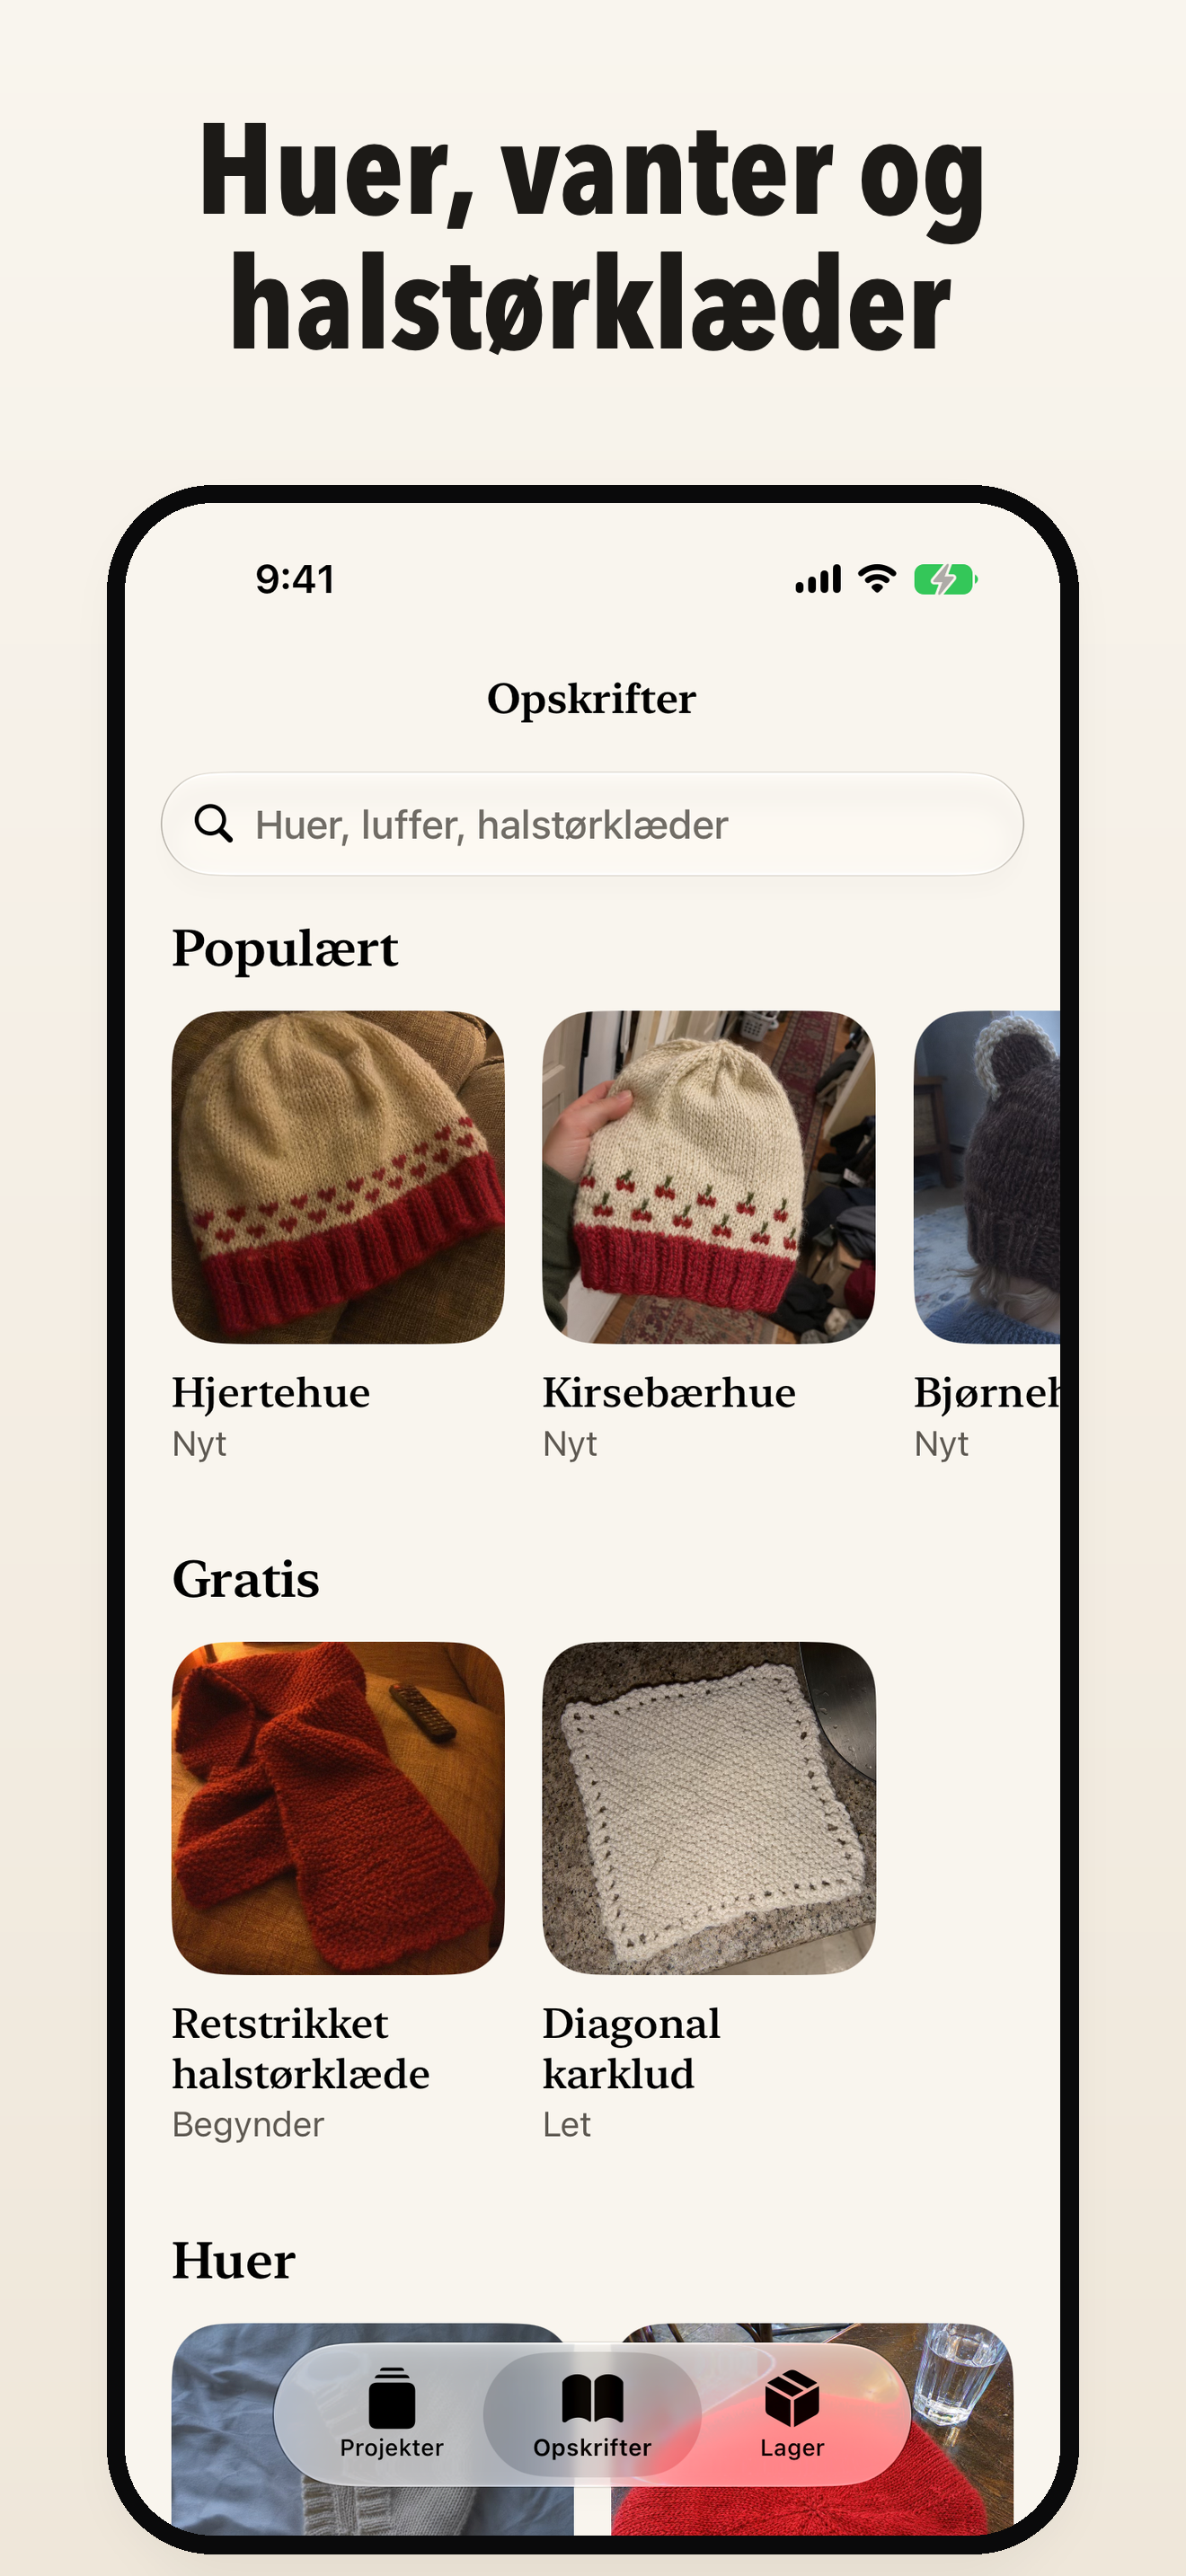 Huer, vanter og
halstørklæder
9:41
Opskrifter
Huer, luffer, halstørklæder
Populært
Hjertehue
Nyt
Kirsebærhue
Nyt
Nyt
Gratis
Retstrikket
halstørklæde
Begynder
Diagonal
karklud
Let
Huer
Projekter
Opskrifter
Lager